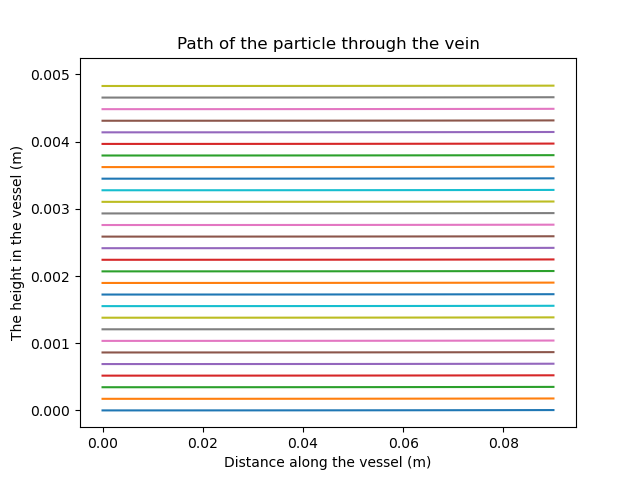 Path of the particle through the vein
0.005
0.004
0.003
0.002
0.001
0.000
The height in the vessel (m)
0.00 0.02 0.04 0.06 0.08
Distance along the vessel (m)